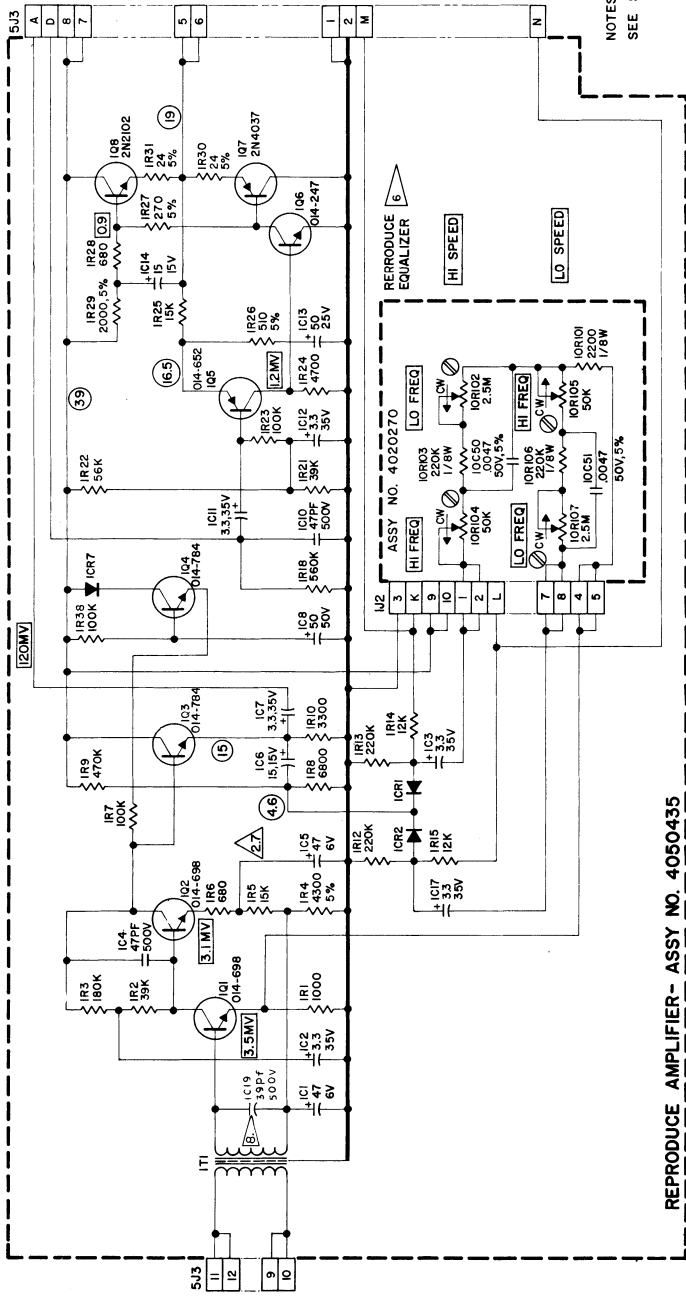 5J3
A
D
8
7
5
6
1
2
M
N
NOTES
SEE
120MV
39
19
1Q8
2N2102
1R31
24
5%
1R30
24
5%
1Q7
2N4037
0.9
1R27
270
5%
1R28
680
1R29
2000,5%
+1C14
15
15V
1R25
15K
1Q6
014-247
16.5
1R26
510
5%
014-652
1Q5
+1C13
50
25V
1.2MV
1R24
4700
1R23
100K
+1C12
3.3
35V
1R22
56K
1R21
39K
1C11
3.3,35V
+
1C10
47PF
500V
1CR7
1Q4
014-784
1R18
560K
1R38
100K
+1C8
50
50V
1Q3
014-784
15
1C7
3.3,35V
+
1R10
3300
1C6
15,15V
+
1R9
470K
1R8
6800
4.6
1R7
100K
2.7
+1C5
47
6V
1Q2
014-698
1R6
680
1R5
15K
1R4
4300
5%
3.1MV
1C4
47PF
500V
1R3
180K
1R2
39K
1Q1
014-698
3.5MV
1R1
1000
+1C2
3.3
35V
1C19
39Pf
500V
8.
+1C1
47
6V
1T1
5J3
11
12
9
10
1R13
220K
1R14
12K
+1C3
3.3
35V
1CR1
1CR2
1R12
220K
1R15
12K
+1C17
3.3
35V
1J2
3
K
9
10
1
2
L
7
8
4
5
RERRODUCE
EQUALIZER
6
HI SPEED
LO SPEED
ASSY NO. 4020270
HI FREQ
LO FREQ
CW
10R104
50K
10R103
220K
1/8W
CW
10R102
2.5M
10C50
.0047
50V,5%
LO FREQ
HI FREQ
CW
10R107
2.5M
10R106
220K
1/8W
CW
10R105
50K
10R101
2200
1/8W
10C51
.0047
50V,5%
REPRODUCE AMPLIFIER- ASSY NO. 4050435